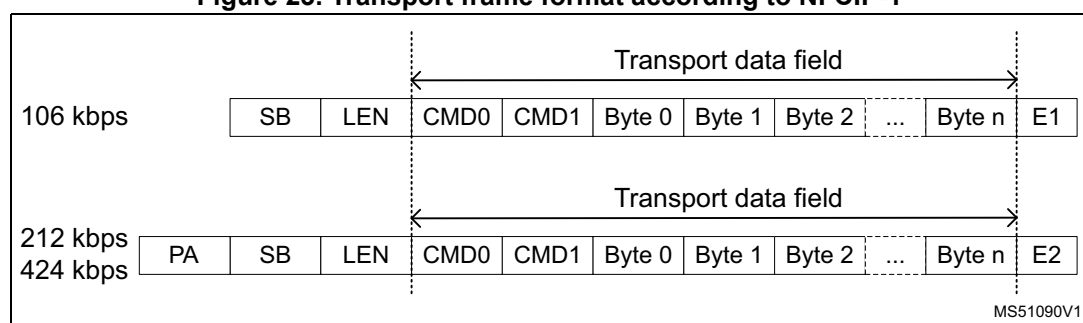 Figure 23. Transport frame format according to NFCIP-1
Transport data field
106 kbps SB LEN CMD0 CMD1 Byte 0 Byte 1 Byte 2 ... Byte n E1
Transport data field
212 kbps
424 kbps
PA SB LEN CMD0 CMD1 Byte 0 Byte 1 Byte 2 ... Byte n E2
MS51090V1